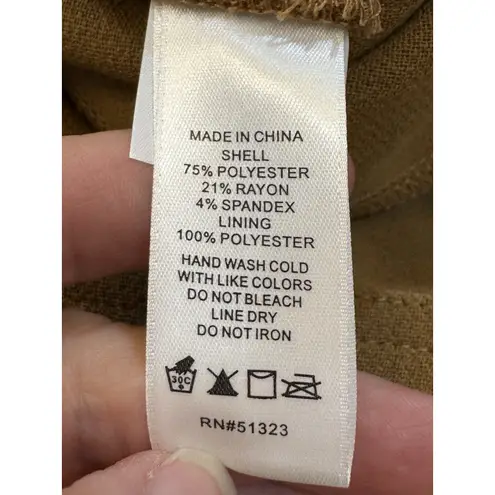 MADE IN CHINA
SHELL
75% POLYESTER
21% RAYON
4% SPANDEX
LINING
100% POLYESTER
HAND WASH COLD
WITH LIKE COLORS
DO NOT BLEACH
LINE DRY
DO NOT IRON
30C
RN#51323